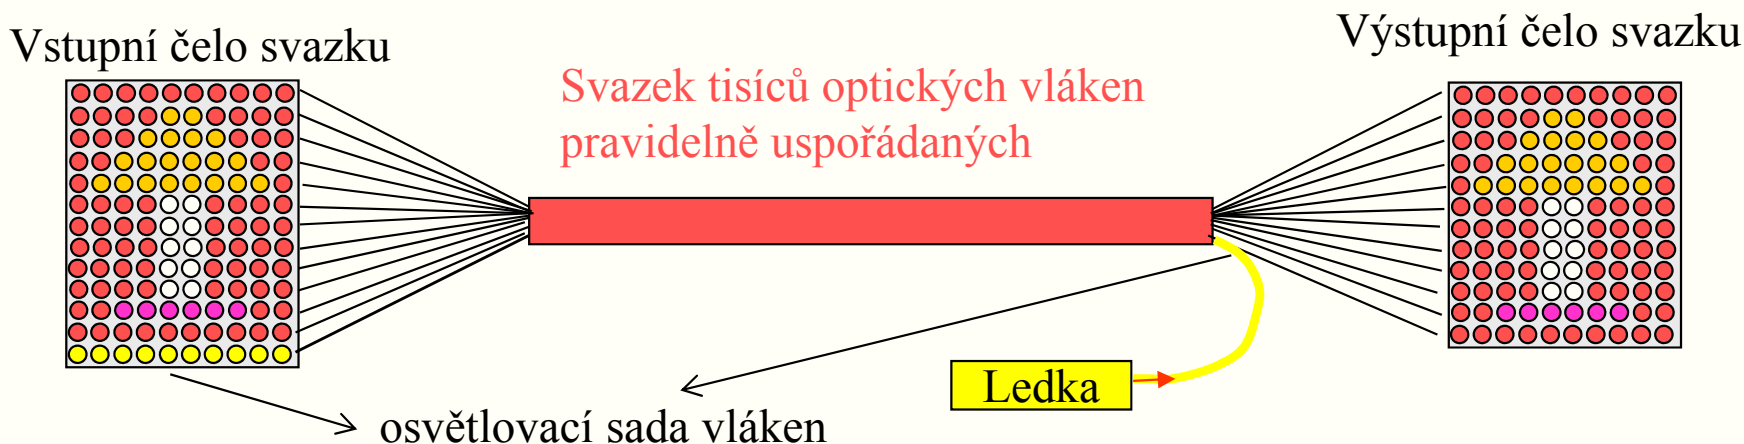 Vstupní čelo svazku
Výstupní čelo svazku
Svazek tisíců optických vláken
pravidelně uspořádaných
Ledka
osvětlovací sada vláken